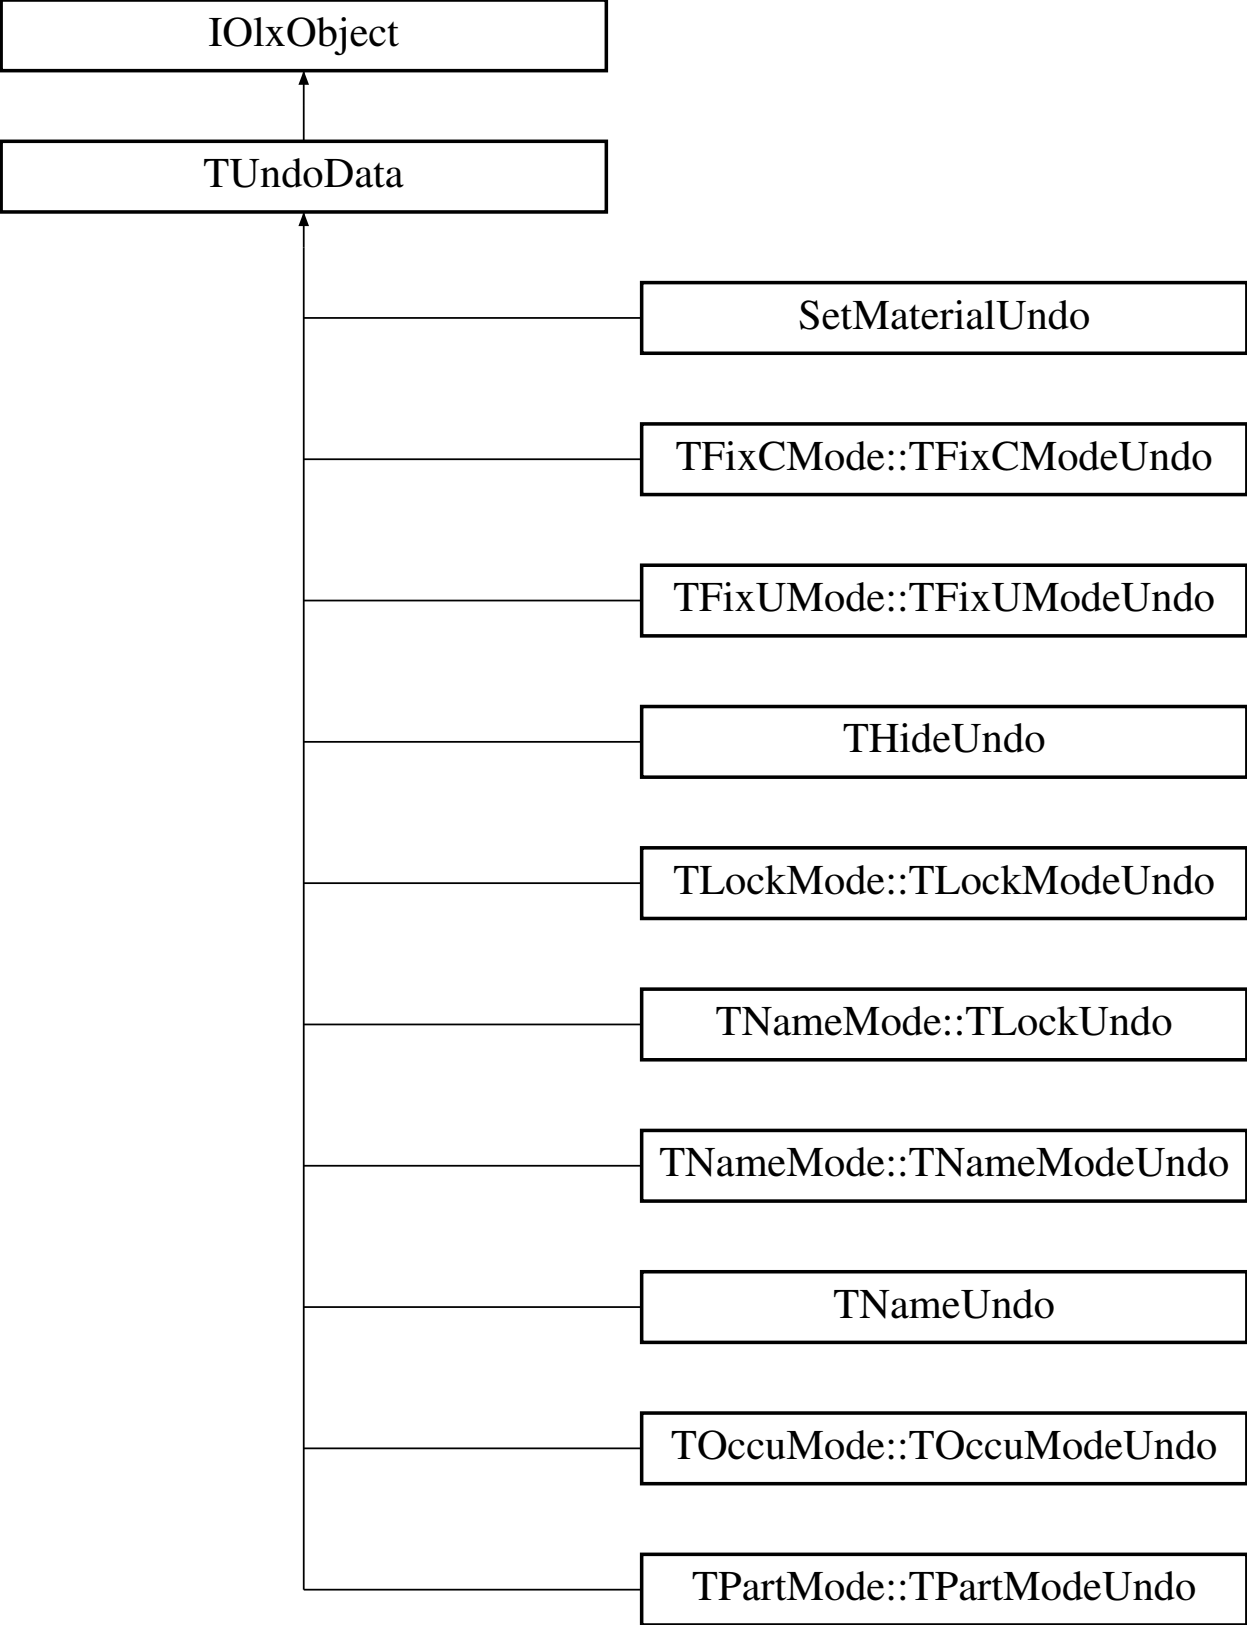 IOlxObject
TUndoData
SetMaterialUndo
TFixCMode::TFixCModeUndo
TFixUMode::TFixUModeUndo
THideUndo
TLockMode::TLockModeUndo
TNameMode::TLockUndo
TNameMode::TNameModeUndo
TNameUndo
TOccuMode::TOccuModeUndo
TPartMode::TPartModeUndo